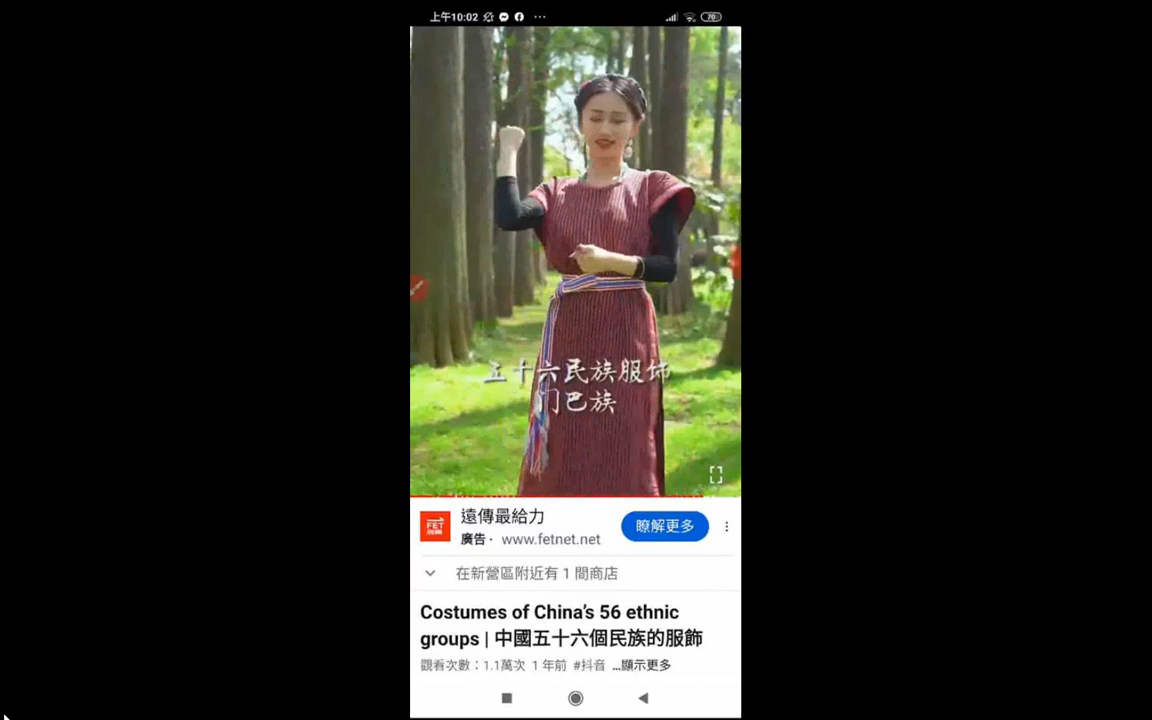 上午10:02
70
五十六民族服饰
门巴族
FET
遠傳最給力
廣告 · www.fetnet.net
瞭解更多
在新營區附近有 1 間商店
Costumes of China's 56 ethnic
groups | 中國五十六個民族的服飾
觀看次數：1.1萬次 1 年前 #抖音 ...顯示更多